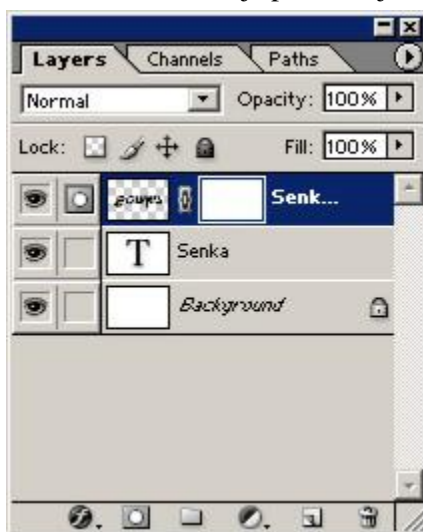 Layers Channels Paths
Normal Opacity: 100%
Lock: Fill: 100%
Senk...
T Senka
Background